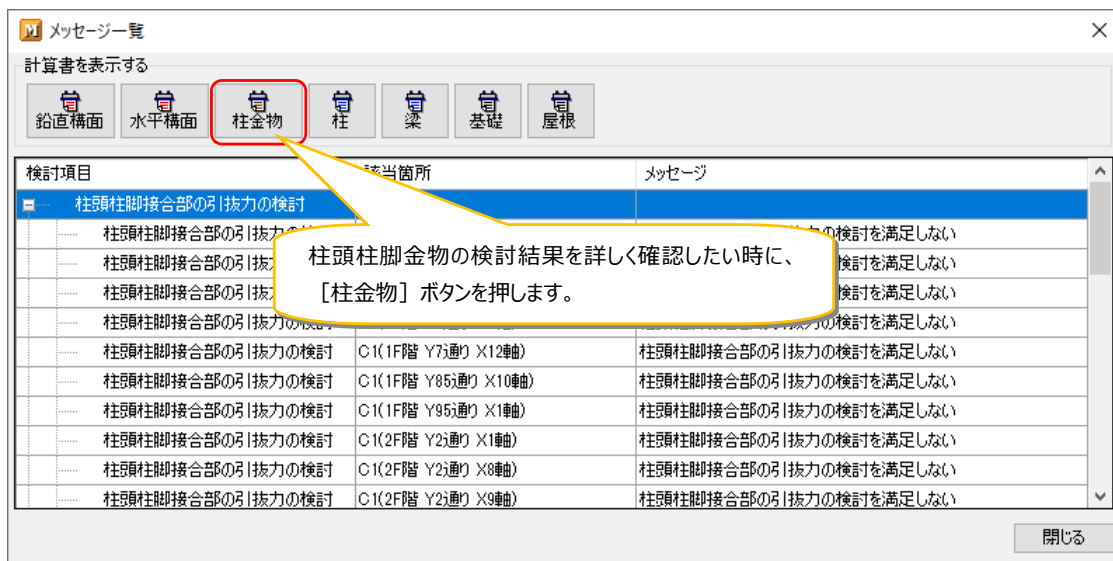 メッセージ一覧
計算書を表示する
鉛直構面 水平構面 柱金物 柱 梁 基礎 屋根
検討項目 該当箇所 メッセージ
柱頭柱脚接合部の引抜力の検討
柱頭柱脚接合部の引抜力の検討 の検討を満足しない
柱頭柱脚接合部の引抜 検討を満足しない
柱頭柱脚接合部の引抜 検討を満足しない
柱頭柱脚接合部の引抜力の検討 の検討を満足しない
柱頭柱脚金物の検討結果を詳しく確認したい時に、
［柱金物］ボタンを押します。
柱頭柱脚接合部の引抜力の検討 C1(1F階 Y7通り X12軸) 柱頭柱脚接合部の引抜力の検討を満足しない
柱頭柱脚接合部の引抜力の検討 C1(1F階 Y85通り X10軸) 柱頭柱脚接合部の引抜力の検討を満足しない
柱頭柱脚接合部の引抜力の検討 C1(1F階 Y95通り X1軸) 柱頭柱脚接合部の引抜力の検討を満足しない
柱頭柱脚接合部の引抜力の検討 C1(2F階 Y2通り X1軸) 柱頭柱脚接合部の引抜力の検討を満足しない
柱頭柱脚接合部の引抜力の検討 C1(2F階 Y2通り X8軸) 柱頭柱脚接合部の引抜力の検討を満足しない
柱頭柱脚接合部の引抜力の検討 C1(2F階 Y2通り X9軸) 柱頭柱脚接合部の引抜力の検討を満足しない
閉じる